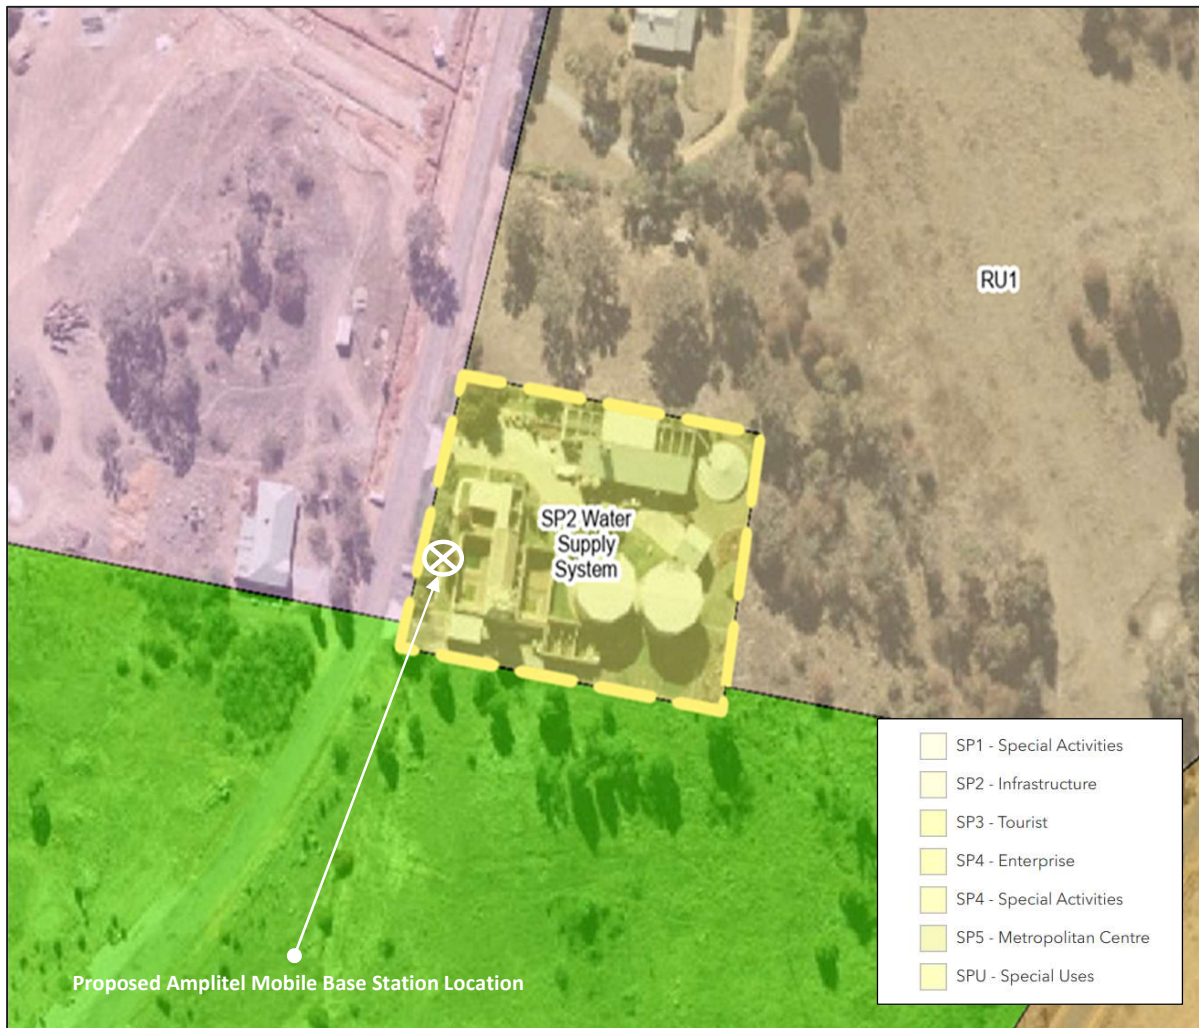 RU1
SP2 Water
Supply
System
Proposed Amplitel Mobile Base Station Location
SP1 - Special Activities
SP2 - Infrastructure
SP3 - Tourist
SP4 - Enterprise
SP4 - Special Activities
SP5 - Metropolitan Centre
SPU - Special Uses